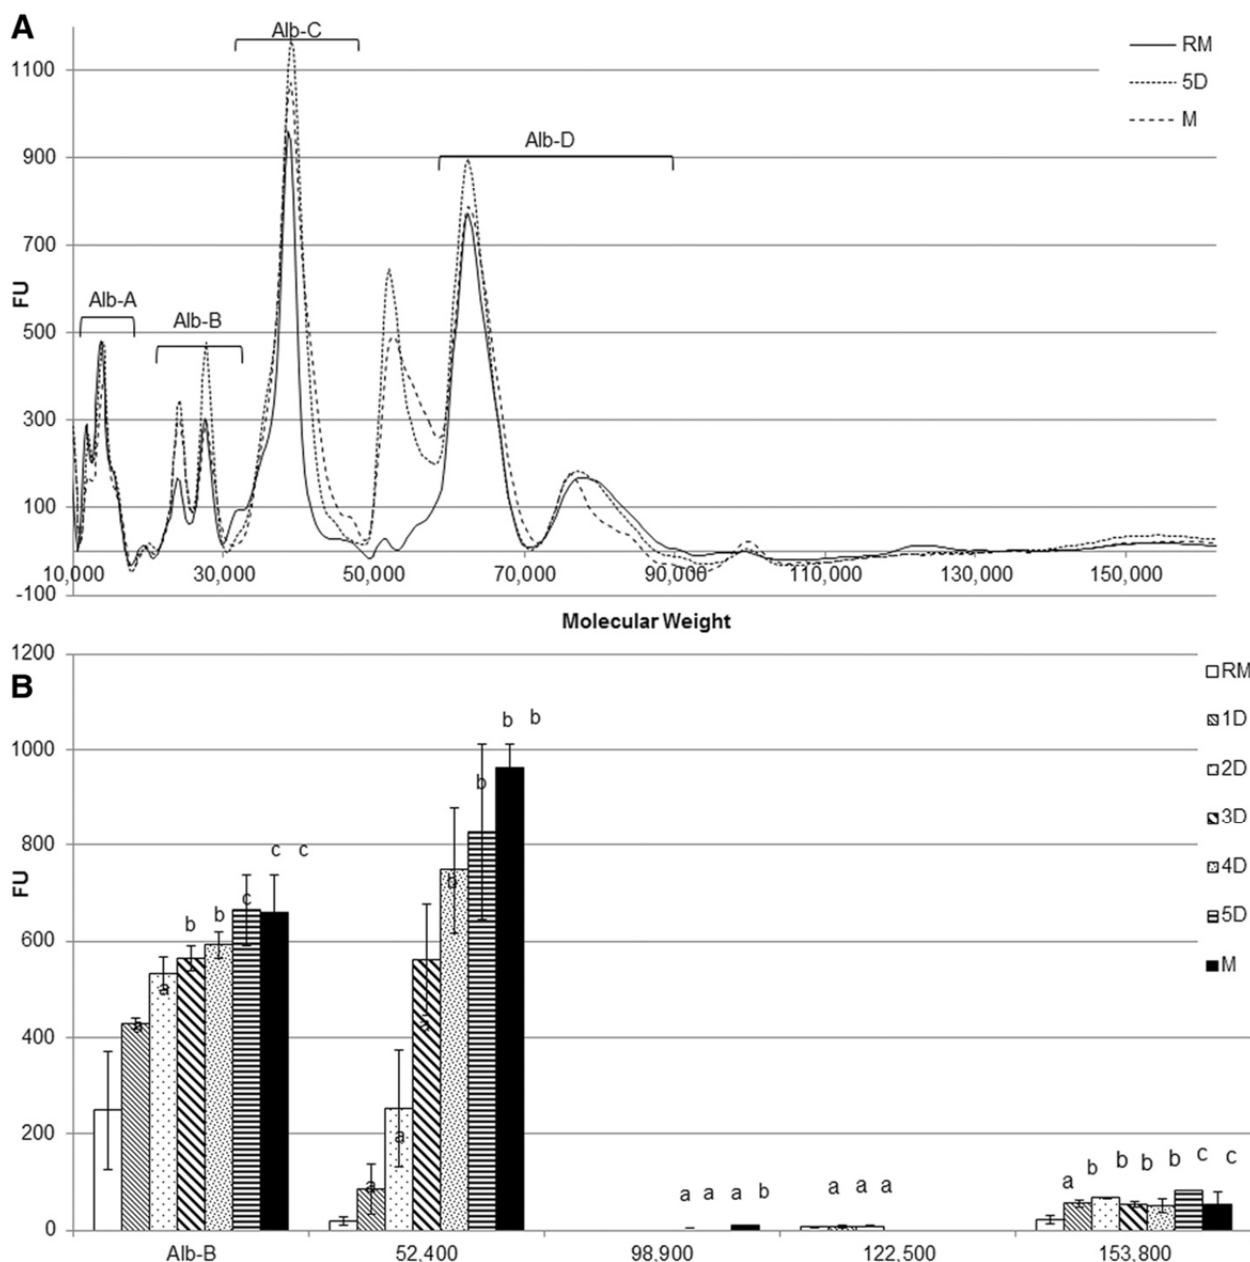 A
Alb-C
RM
5D
M
1100
Alb-D
900
700
FU
Alb-A
Alb-B
500
300
100
10,000 30,000 50,000 70,000 90,000 110,000 130,000 150,000
-100
Molecular Weight
1200
B
RM
1D
2D
3D
4D
5D
M
1000
b b
b
800
c c
b
FU
c
b b
600
a
a
a
400
200
a
a
a a a b
a a a
a b b b b c c
0
Alb-B 52,400 98,900 122,500 153,800